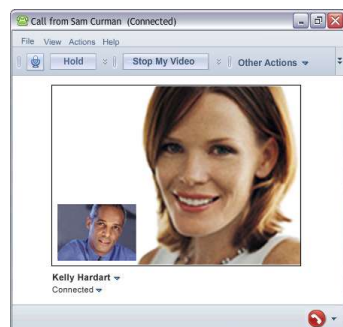 Call from Sam Curman (Connected)
File View Actions Help
Hold Stop My Video Other Actions
Kelly Hardart
Connected